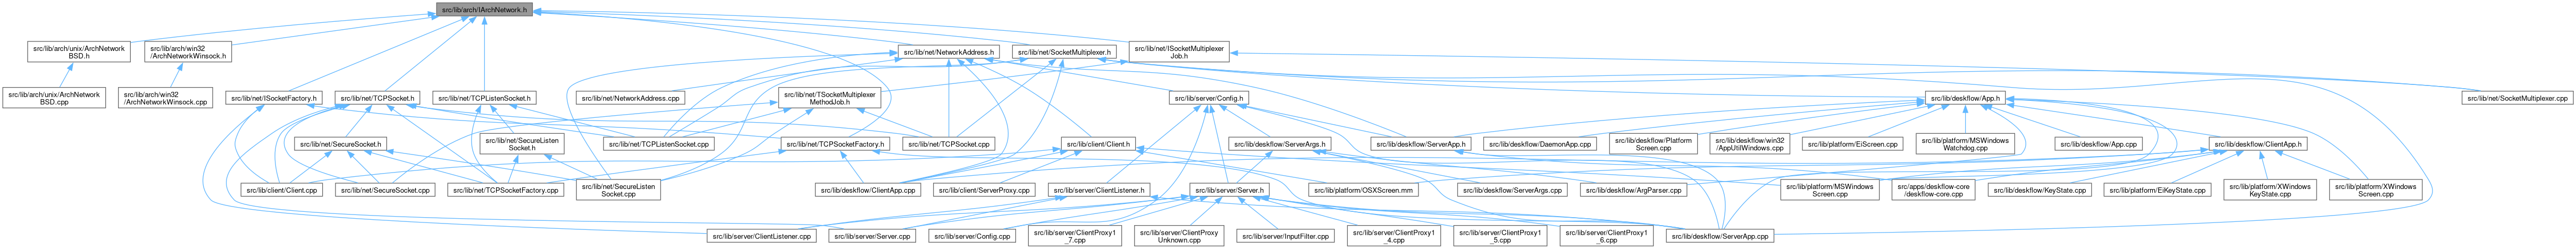 src/lib/arch/IArchNetwork.h
src/lib/arch/unix/ArchNetwork
BSD.h
src/lib/arch/win32
/ArchNetworkWinsock.h
src/lib/net/NetworkAddress.h
src/lib/net/SocketMultiplexer.h
src/lib/net/ISocketMultiplexer
Job.h
src/lib/arch/unix/ArchNetwork
BSD.cpp
src/lib/arch/win32
/ArchNetworkWinsock.cpp
src/lib/net/ISocketFactory.h
src/lib/net/TCPSocket.h
src/lib/net/TCPListenSocket.h
src/lib/net/NetworkAddress.cpp
src/lib/net/TSocketMultiplexer
MethodJob.h
src/lib/server/Config.h
src/lib/deskflow/App.h
src/lib/net/SocketMultiplexer.cpp
src/lib/net/SecureSocket.h
src/lib/net/SecureListen
Socket.h
src/lib/net/TCPListenSocket.cpp
src/lib/net/TCPSocketFactory.h
src/lib/net/TCPSocket.cpp
src/lib/client/Client.h
src/lib/deskflow/ServerArgs.h
src/lib/deskflow/ServerApp.h
src/lib/deskflow/DaemonApp.cpp
src/lib/deskflow/Platform
Screen.cpp
src/lib/deskflow/win32
/AppUtilWindows.cpp
src/lib/platform/EiScreen.cpp
src/lib/platform/MSWindows
Watchdog.cpp
src/lib/deskflow/App.cpp
src/lib/deskflow/ClientApp.h
src/lib/client/Client.cpp
src/lib/net/SecureSocket.cpp
src/lib/net/TCPSocketFactory.cpp
src/lib/net/SecureListen
Socket.cpp
src/lib/deskflow/ClientApp.cpp
src/lib/client/ServerProxy.cpp
src/lib/server/ClientListener.h
src/lib/server/Server.h
src/lib/platform/OSXScreen.mm
src/lib/deskflow/ServerArgs.cpp
src/lib/deskflow/ArgParser.cpp
src/lib/platform/MSWindows
Screen.cpp
src/apps/deskflow-core
/deskflow-core.cpp
src/lib/deskflow/KeyState.cpp
src/lib/platform/EiKeyState.cpp
src/lib/platform/XWindows
KeyState.cpp
src/lib/platform/XWindows
Screen.cpp
src/lib/server/ClientListener.cpp
src/lib/server/Server.cpp
src/lib/server/Config.cpp
src/lib/server/ClientProxy1
_7.cpp
src/lib/server/ClientProxy
Unknown.cpp
src/lib/server/InputFilter.cpp
src/lib/server/ClientProxy1
_4.cpp
src/lib/server/ClientProxy1
_5.cpp
src/lib/server/ClientProxy1
_6.cpp
src/lib/deskflow/ServerApp.cpp